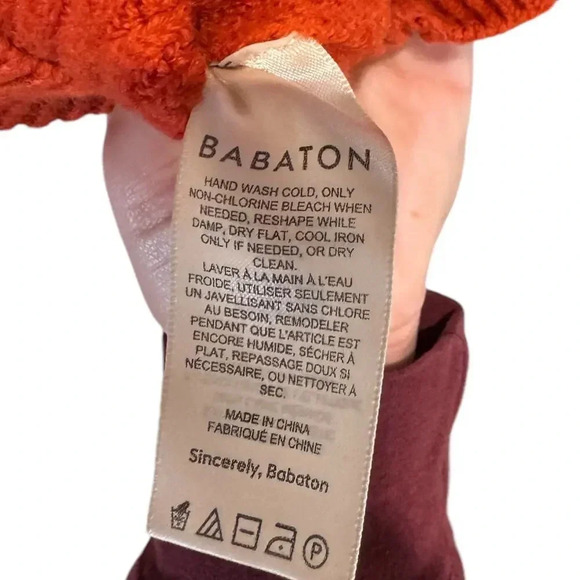 BABATON
HAND WASH COLD, ONLY
NON-CHLORINE BLEACH WHEN
NEEDED, RESHAPE WHILE
DAMP, DRY FLAT, COOL IRON
ONLY IF NEEDED, OR DRY
CLEAN.
LAVER À LA MAIN À L'EAU
FROIDE, UTILISER SEULEMENT
UN JAVELLISANT SANS CHLORE
AU BESOIN, REMODELER
PENDANT QUE L'ARTICLE EST
ENCORE HUMIDE, SÉCHER À
PLAT, REPASSAGE DOUX SI
NÉCESSAIRE, OU NETTOYER À
SEC.
MADE IN CHINA
FABRIQUÉ EN CHINE
Sincerely, Babaton
P